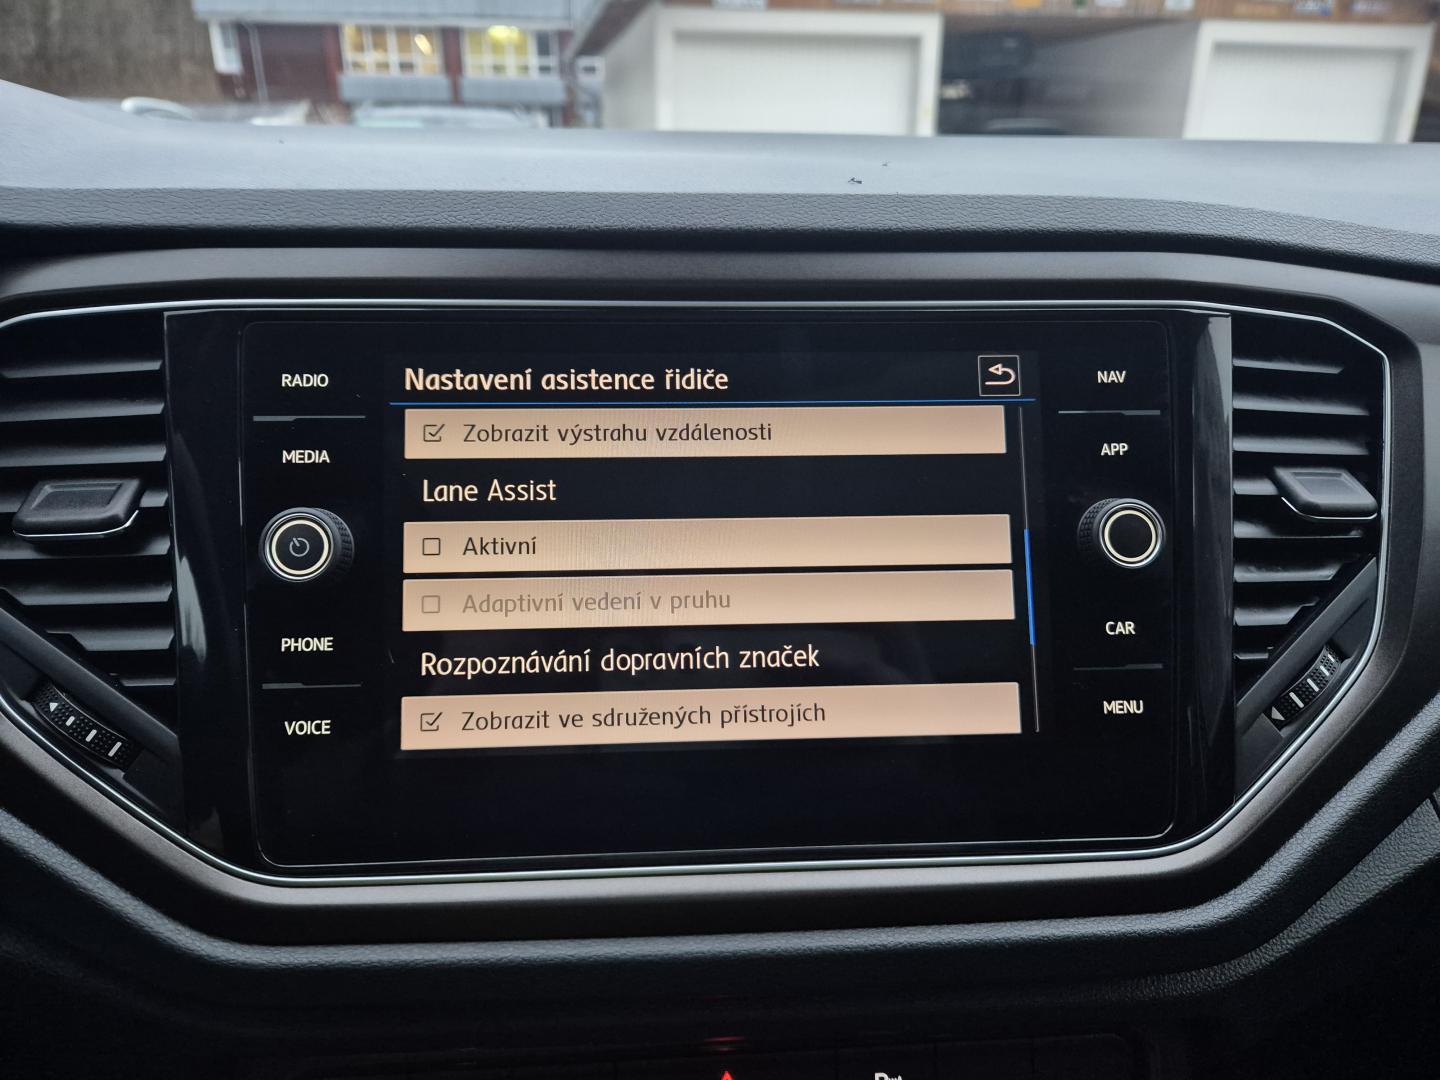 RADIO
MEDIA
PHONE
VOICE
Nastavení asistence řidiče
Zobrazit výstrahu vzdálenosti
Lane Assist
Aktivní
Adaptivní vedení v pruhu
Rozpoznávání dopravních značek
Zobrazit ve sdružených přístrojích
NAV
APP
CAR
MENU